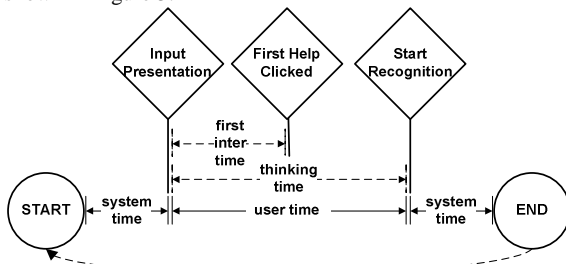 Input
Presentation
First Help
Clicked
Start
Recognition
first
inter
time
thinking
time
START
system
time
user time
system
time
END